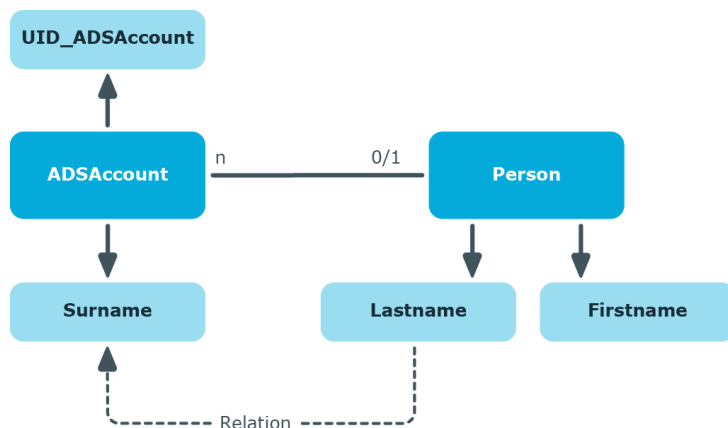 UID_ADSAccount
n
0/1
ADSAccount
Person
Surname
Lastname
Firstname
Relation